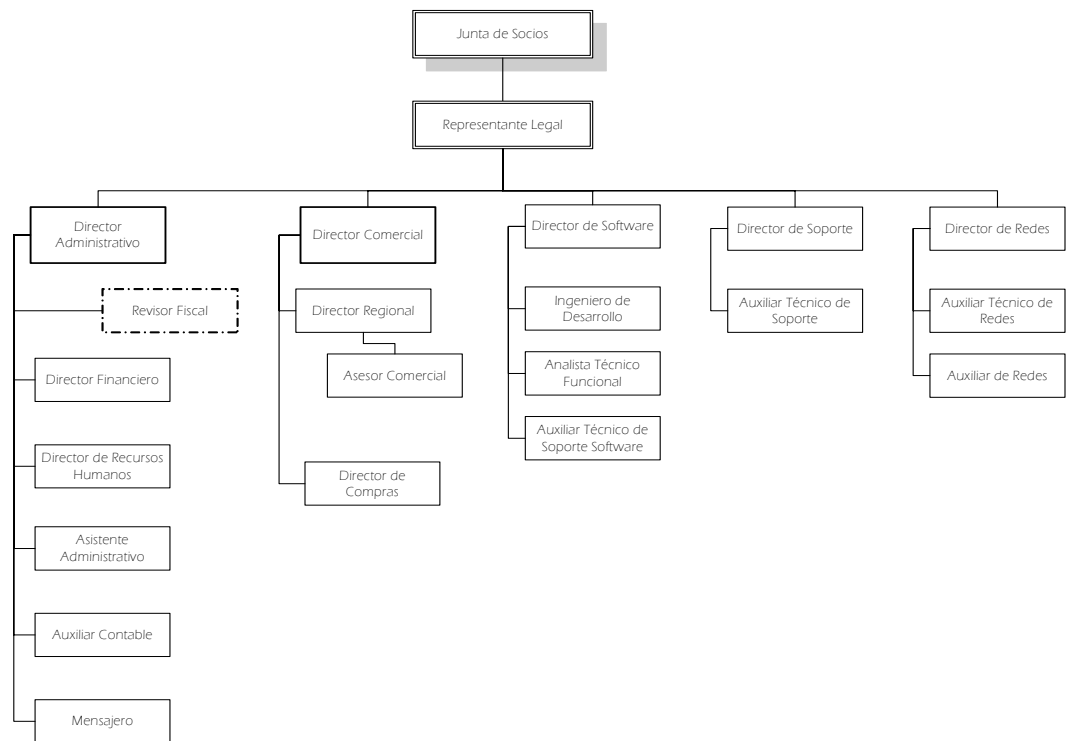 Junta de Socios
Representante Legal
Director
Administrativo
Revisor Fiscal
Director Financiero
Director de Recursos
Humanos
Asistente
Administrativo
Auxiliar Contable
Mensajero
Director Comercial
Director Regional
Asesor Comercial
Director de
Compras
Director de Software
Ingeniero de
Desarrollo
Analista Técnico
Funcional
Auxiliar Técnico de
Soporte Software
Director de Soporte
Auxiliar Técnico de
Soporte
Director de Redes
Auxiliar Técnico de
Redes
Auxiliar de Redes